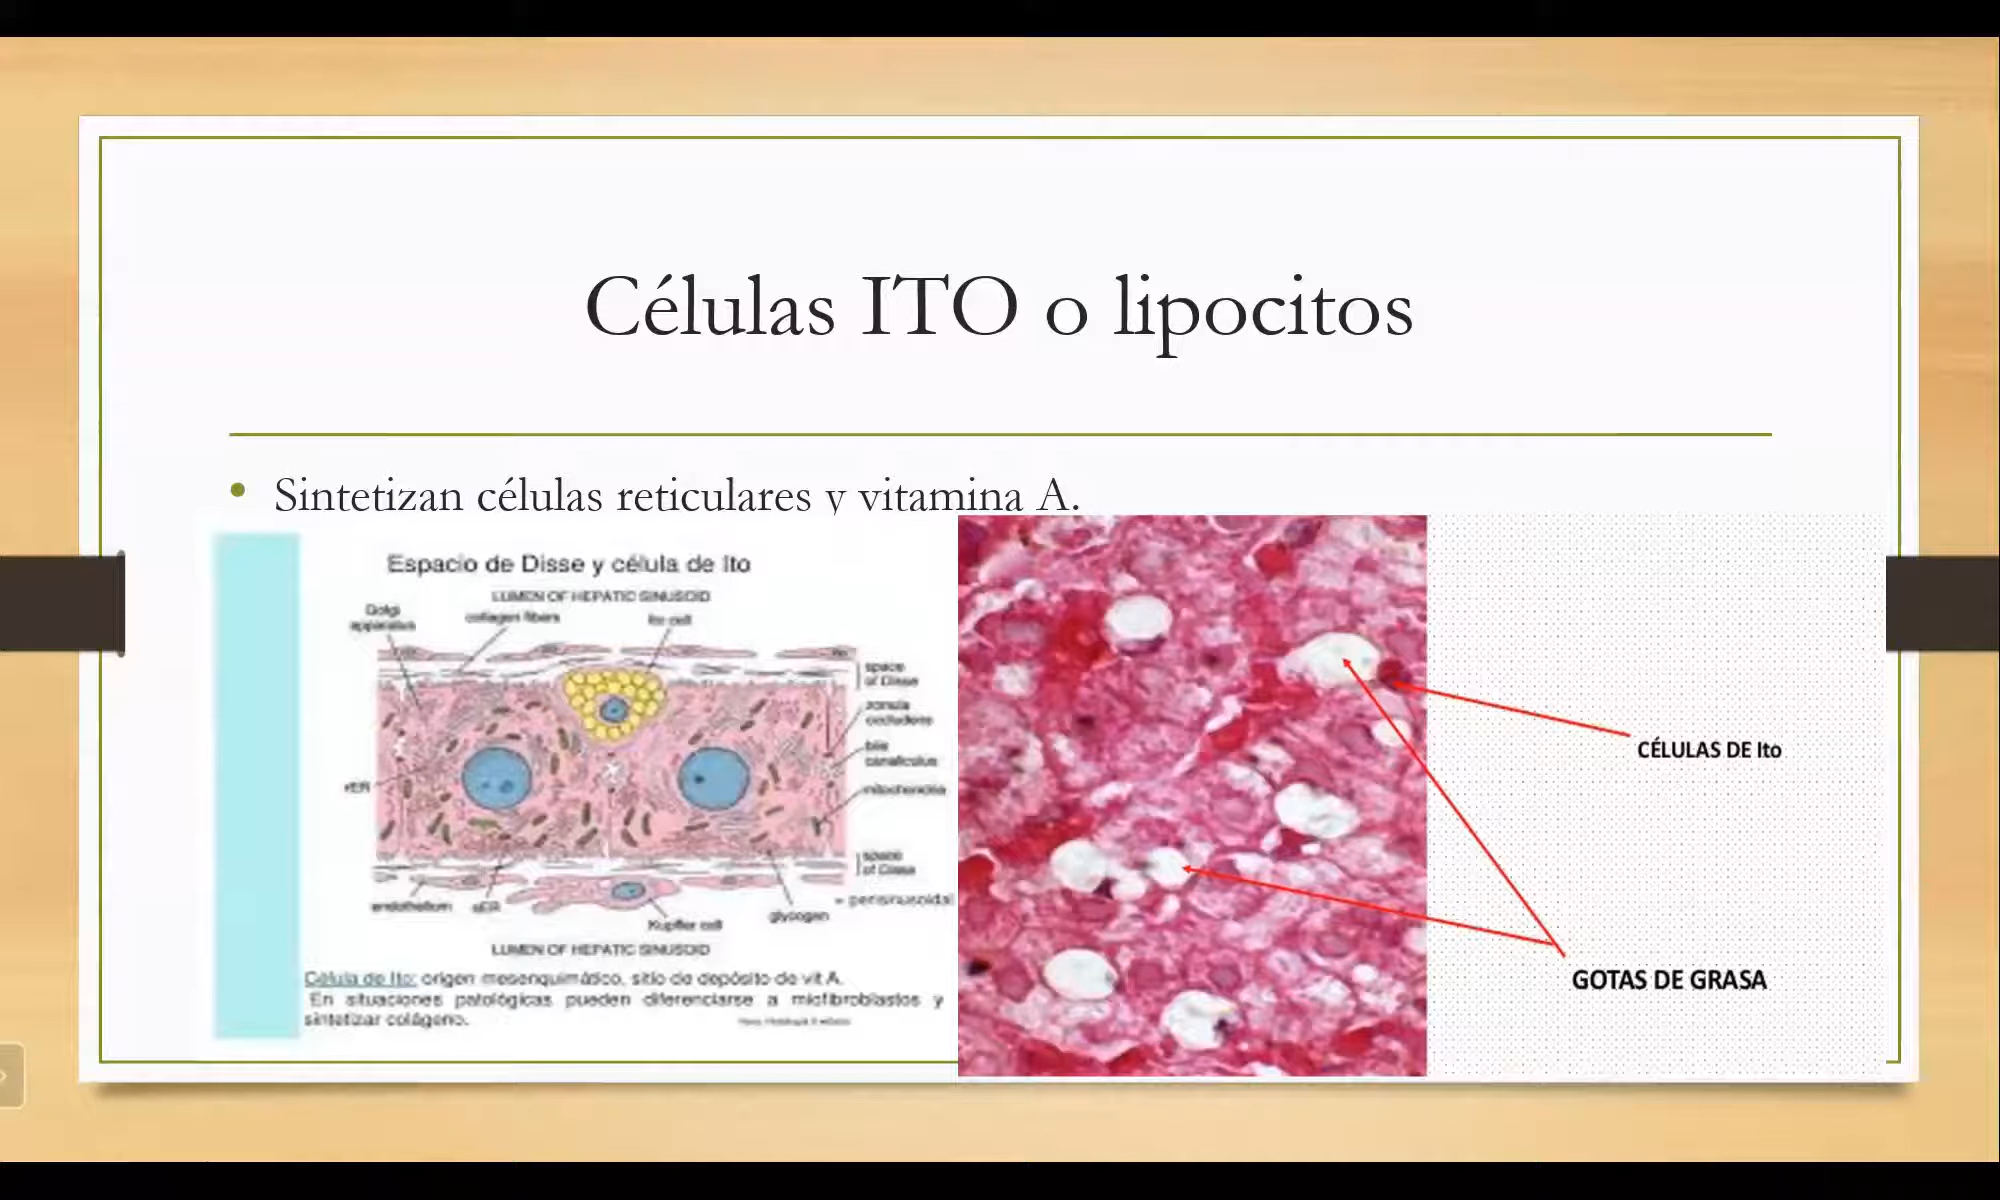 Células ITO o lipocitos
• Sintetizan células reticulares y vitamina A.
Espacio de Disse y célula de Ito
LUMEN OF HEPATIC SINUSOID
Golgi
apparatus
collagen fibers
Ito cell
space
of Disse
zonula
occludens
bile
canaliculus
rER
mitochondria
space
of Disse
= perisinusoidal
endothelium
sER
glycogen
Kupffer cell
LUMEN OF HEPATIC SINUSOID
Célula de Ito: origen mesenquimático, sitio de depósito de vit A.
En situaciones patológicas pueden diferenciarse a miofibroblastos y
sintetizar colágeno.
CÉLULAS DE Ito
GOTAS DE GRASA